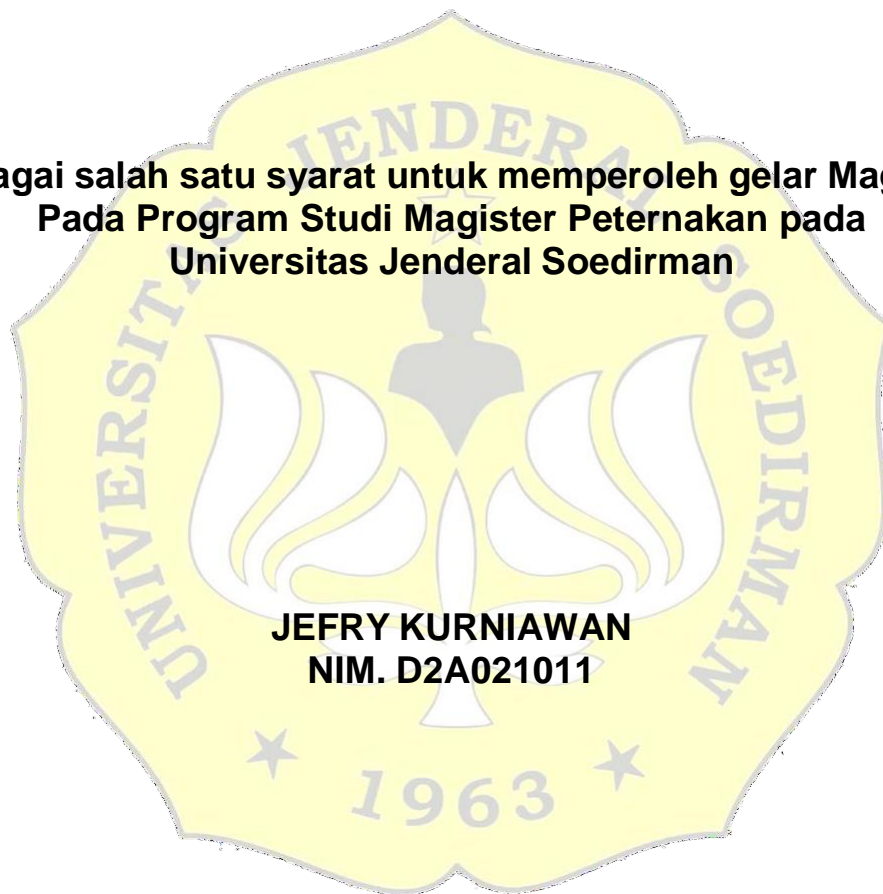 agai salah satu syarat untuk memperoleh gelar Mag
Pada Program Studi Magister Peternakan pada
Universitas Jenderal Soedirman
JEFRY KURNIAWAN
NIM. D2A021011
UNIVERSITAS JENDERAL SOEDIRMAN
1963